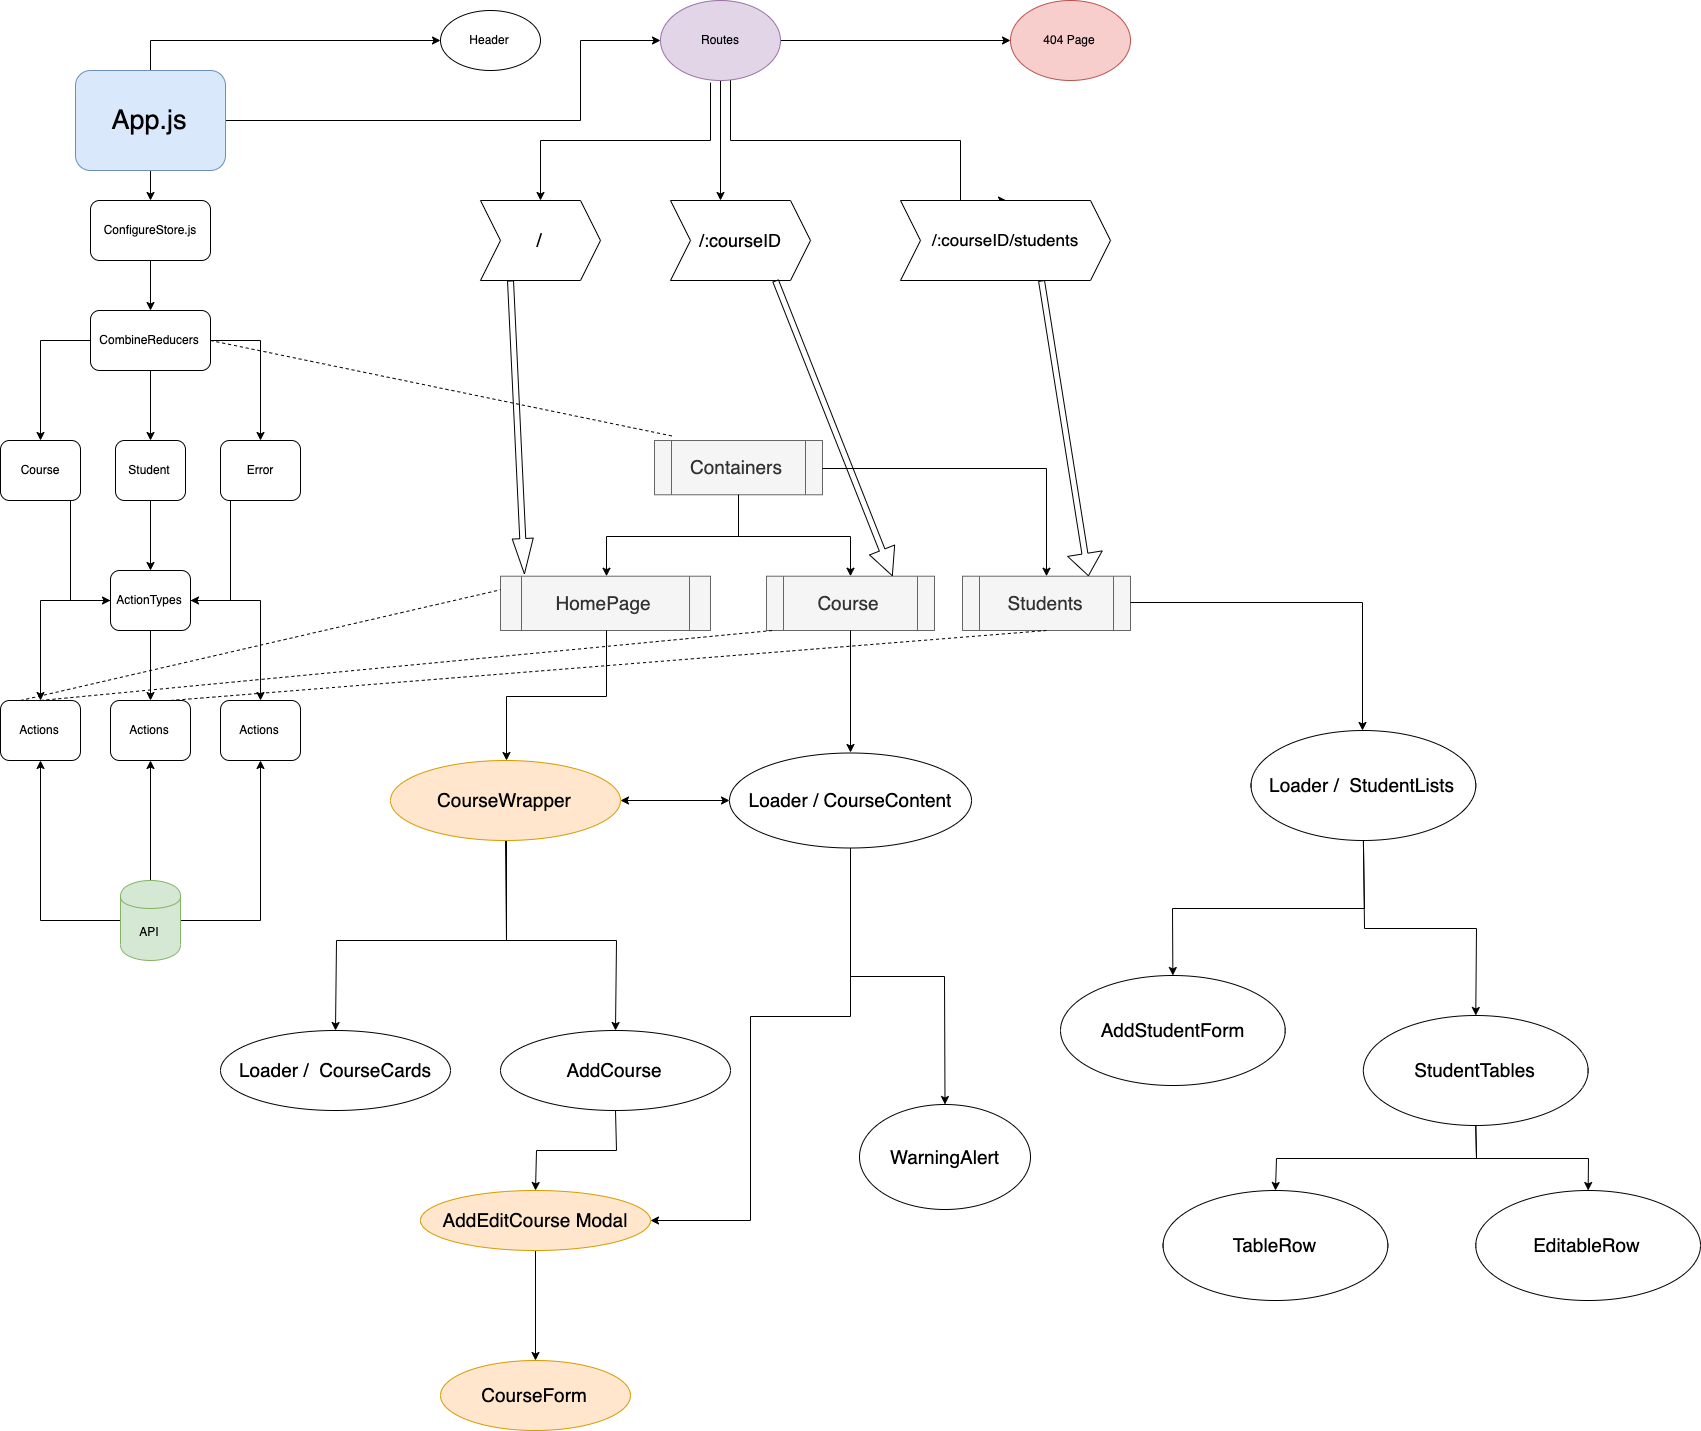 Header
Routes
404 Page
App.js
ConfigureStore.js
/
/:courseID
/:courseID/students
CombineReducers
Course
Student
Error
Containers
ActionTypes
HomePage
Course
Students
Actions
Actions
Actions
CourseWrapper
Loader / CourseContent
Loader /  StudentLists
API
Loader /  CourseCards
AddCourse
AddStudentForm
StudentTables
WarningAlert
AddEditCourse Modal
TableRow
EditableRow
CourseForm